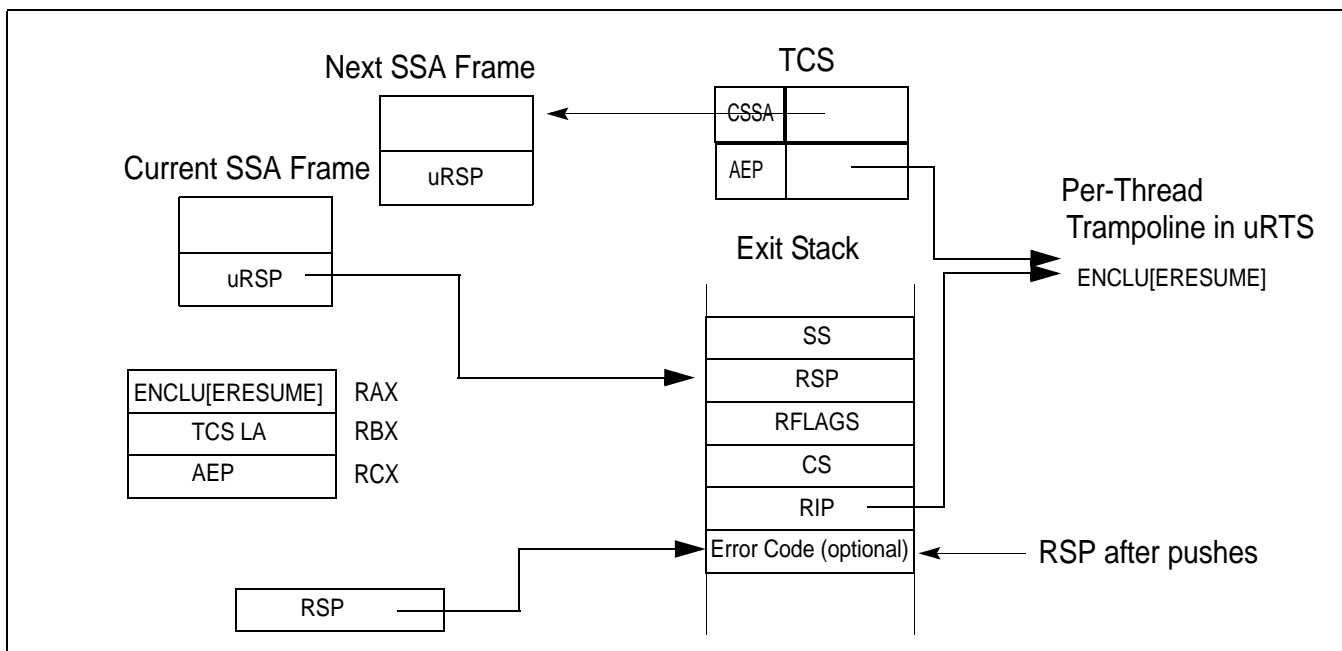 Next SSA Frame
TCS
CSSA
AEP
uRSP
Current SSA Frame
uRSP
Per-Thread
Trampoline in uRTS
ENCLU[ERESUME]
Exit Stack
SS
RSP
RFLAGS
CS
RIP
Error Code (optional)
RSP after pushes
ENCLU[ERESUME] RAX
TCS LA RBX
AEP RCX
RSP